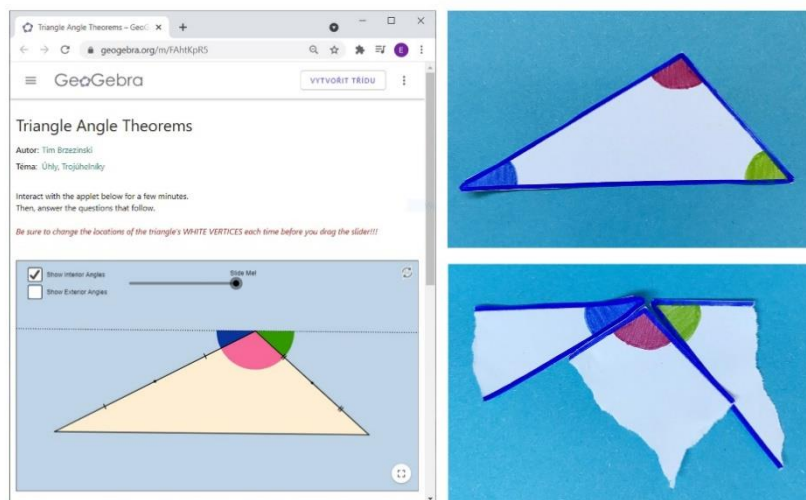 Triangle Angle Theorems – GeoG
geogebra.org/m/FAhtKpR5
E
GeoGebra
VYTVOŘIT TŘÍDU
Triangle Angle Theorems
Autor: Tim Brzezinski
Téma: Úhly, Trojúhelníky
Interact with the applet below for a few minutes.
Then, answer the questions that follow.
Be sure to change the locations of the triangle's WHITE VERTICES each time before you drag the slider!!!
Show Interior Angles
Slide Me!
Show Exterior Angles